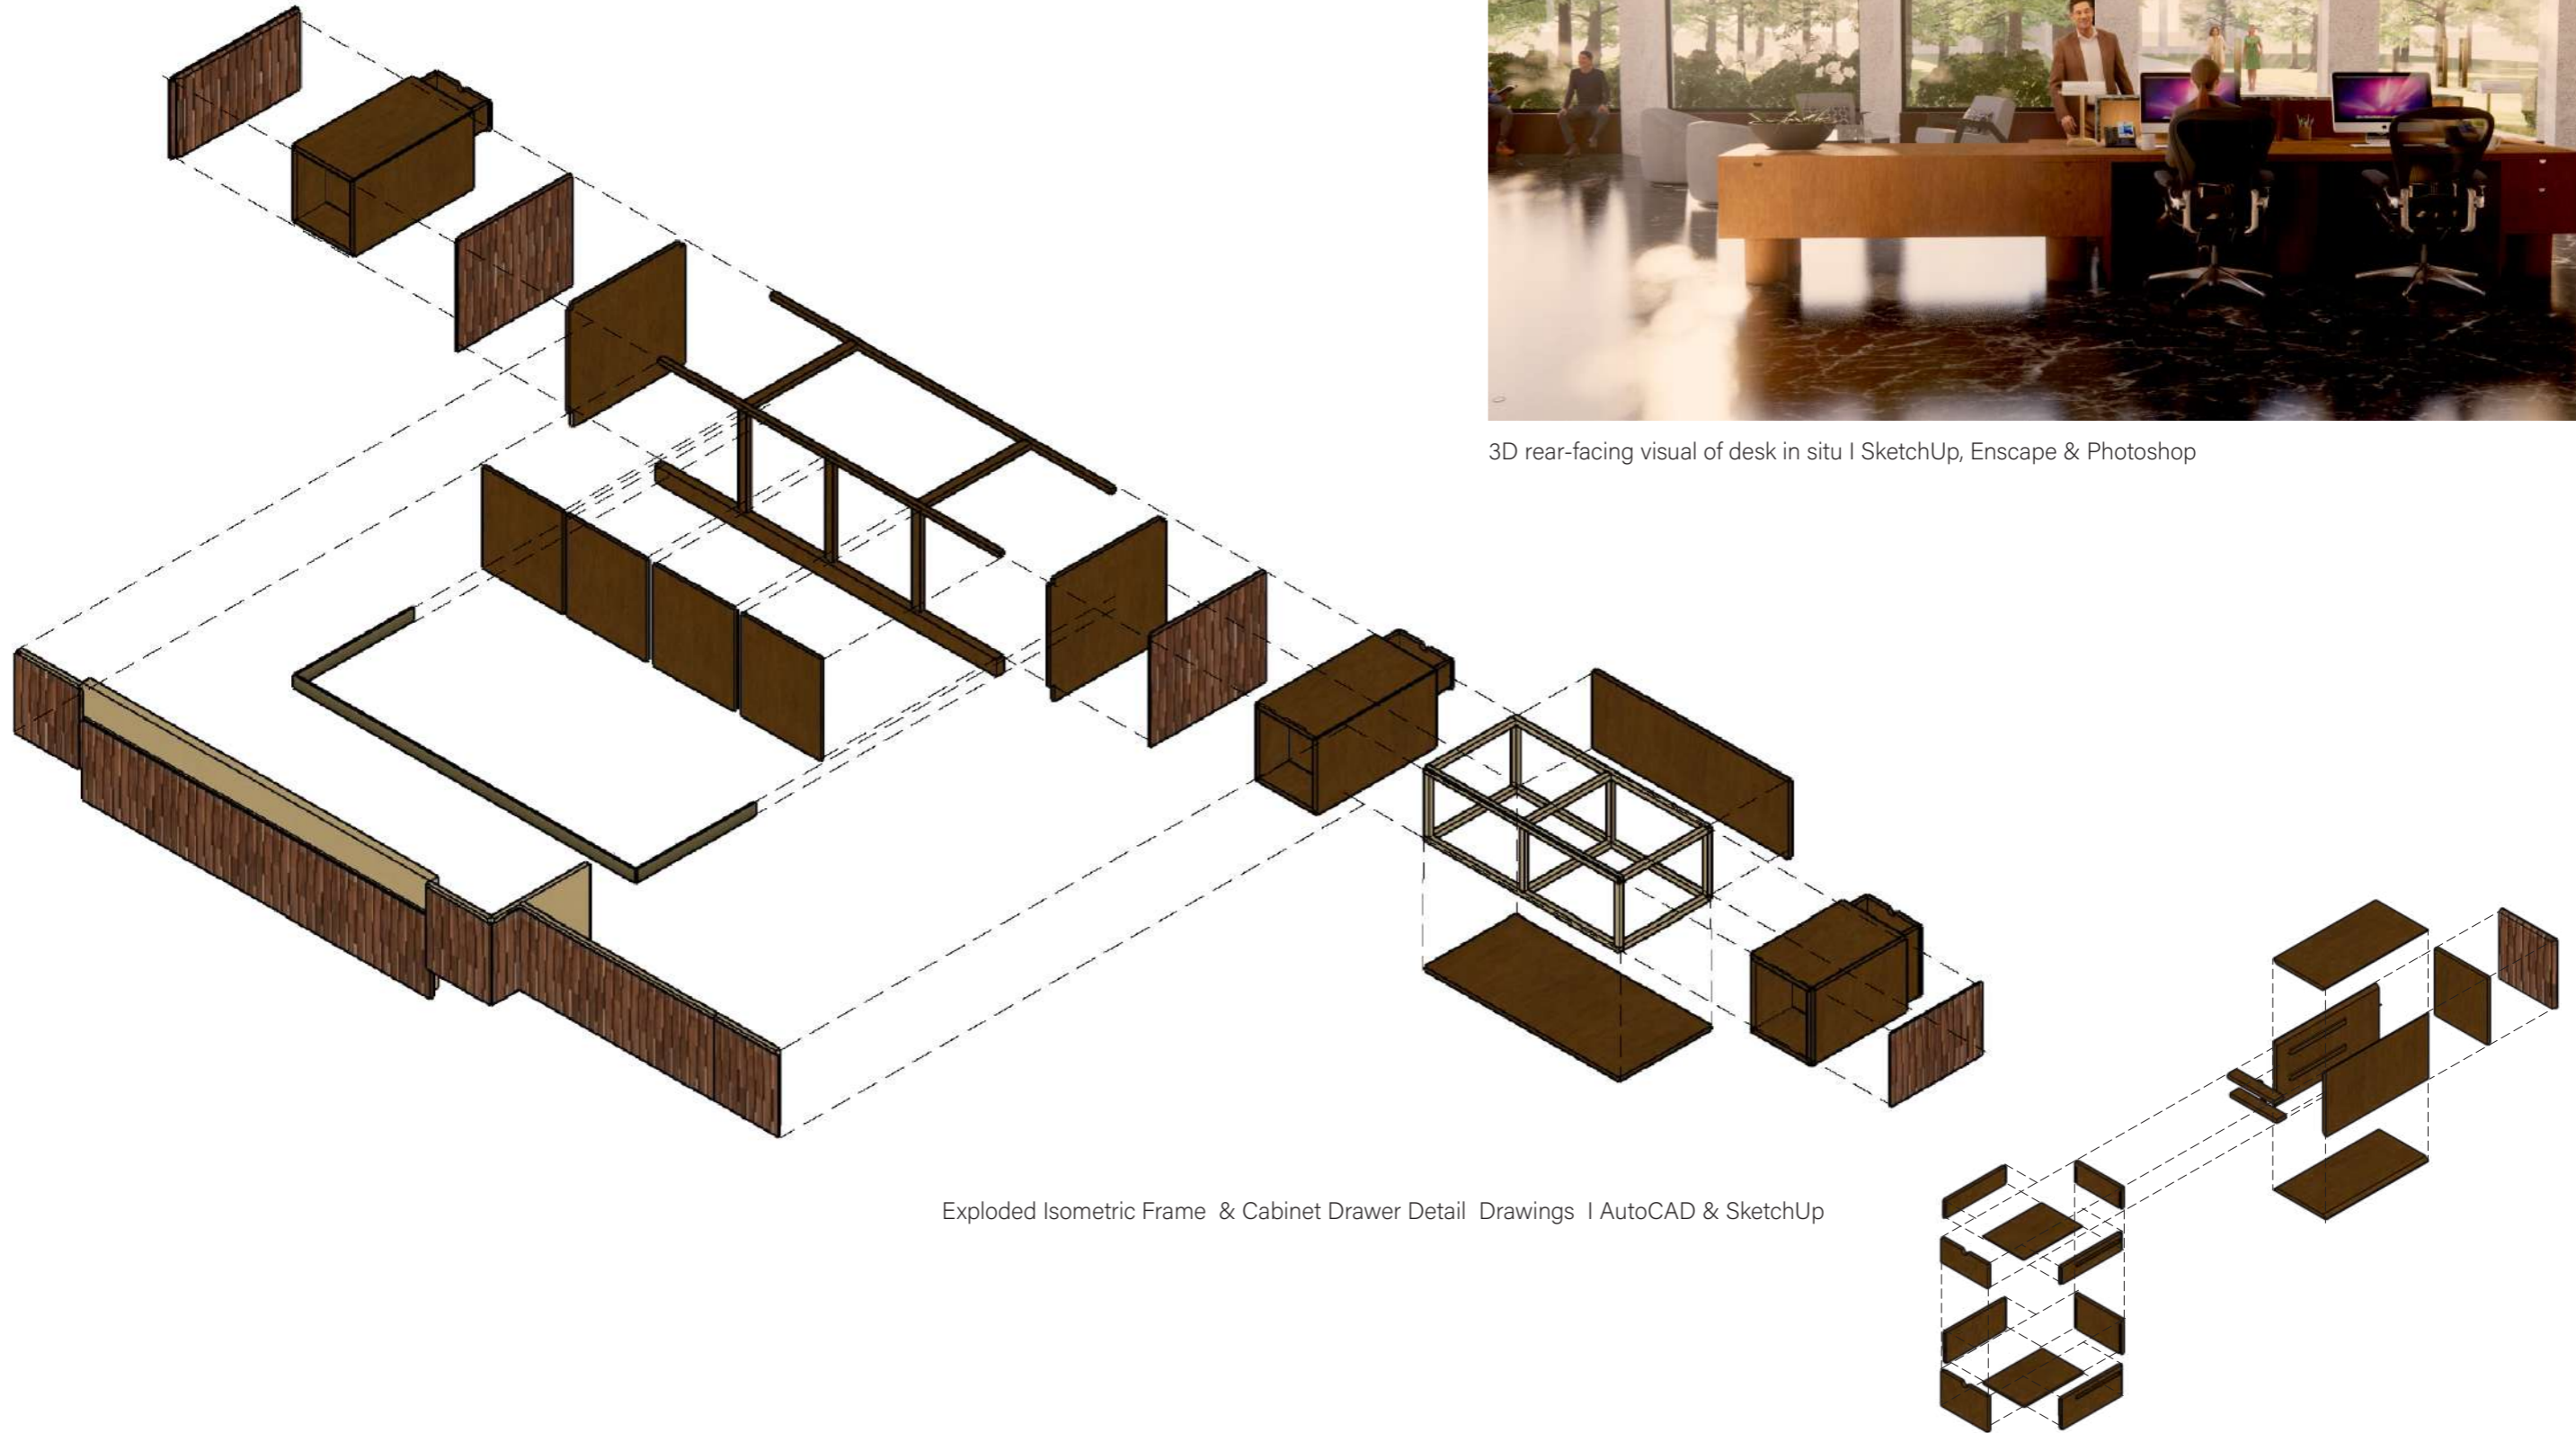 3D rear-facing visual of desk in situ I SketchUp, Enscape & Photoshop
Exploded Isometric Frame & Cabinet Drawer Detail Drawings I AutoCAD & SketchUp